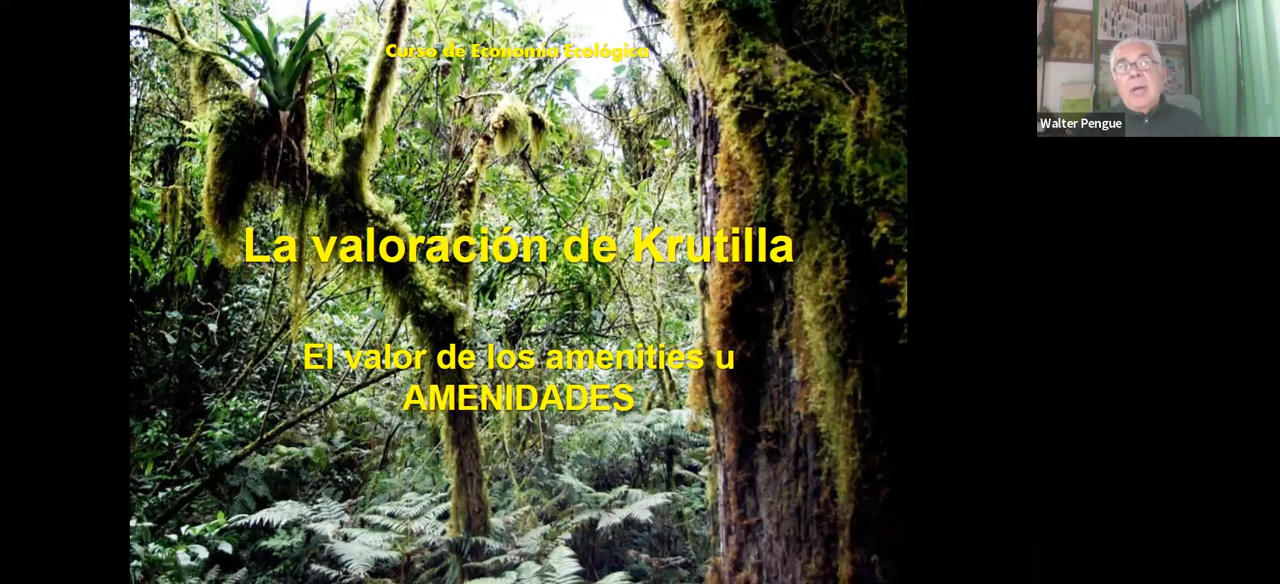 Curso de Economía Ecológica
La valoración de Krutilla
El valor de los amenities u
AMENIDADES
Walter Pengue